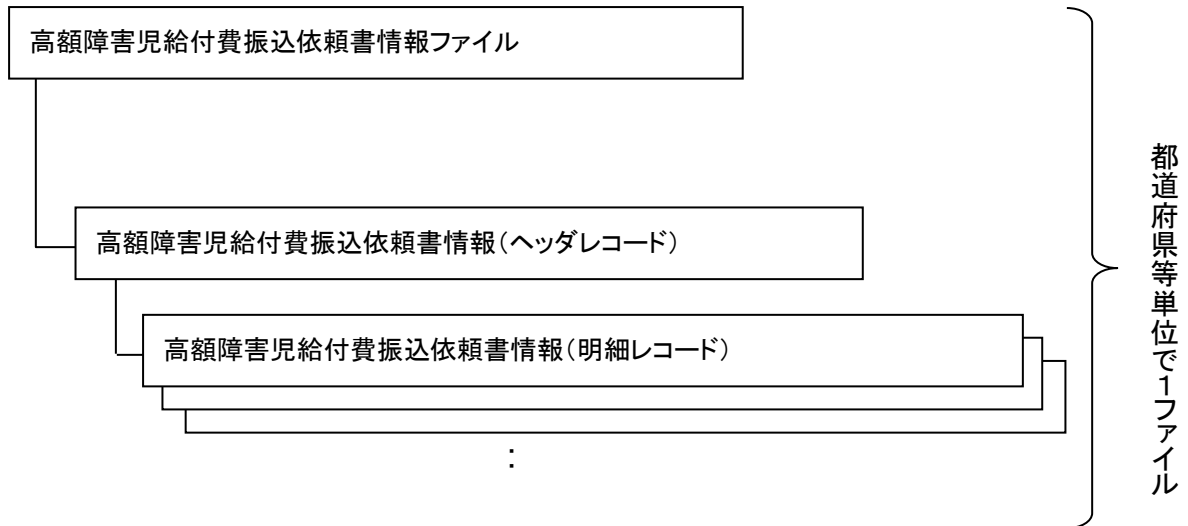 高額障害児給付費振込依頼書情報ファイル
高額障害児給付費振込依頼書情報（ヘッダレコード）
高額障害児給付費振込依頼書情報（明細レコード）
：
都道府県等単位で１ファイル